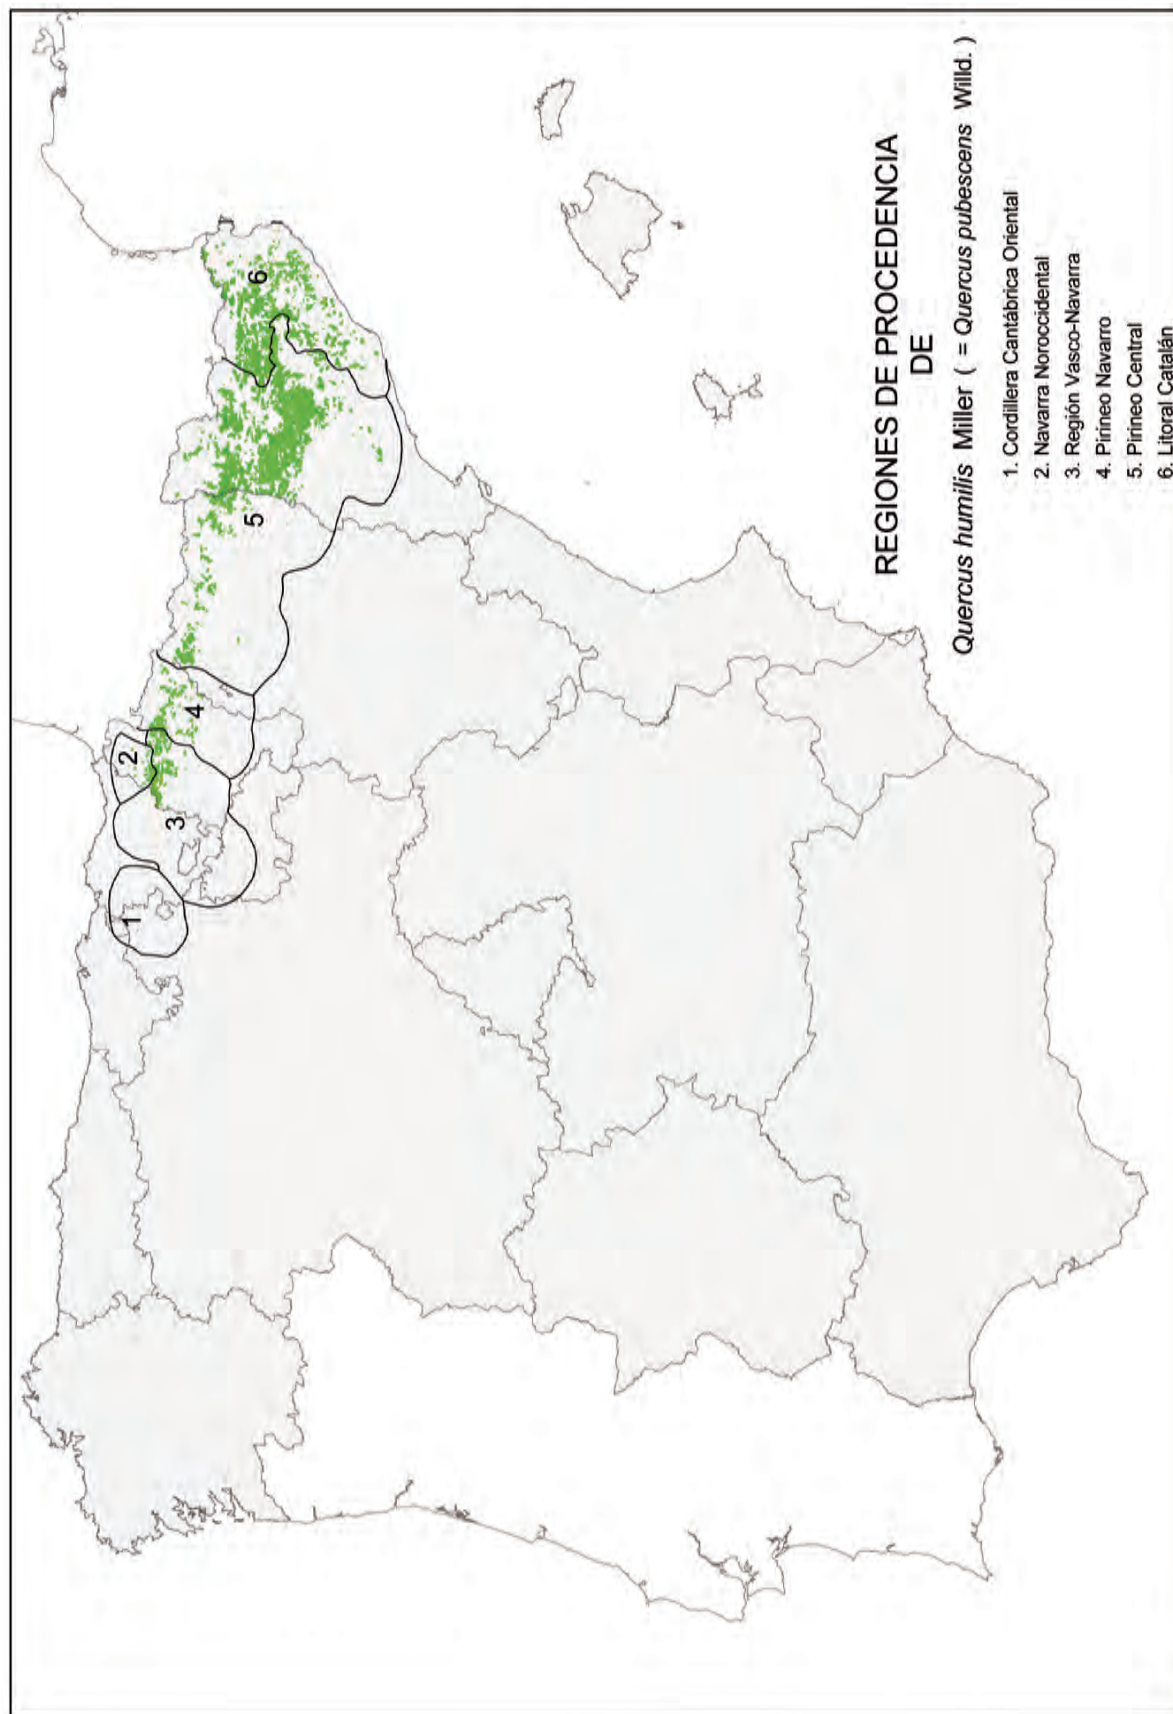 REGIONES DE PROCEDENCIA
DE
Quercus humilis Miller ( = Quercus pubescens Willd. )
1. Cordillera Cantábrica Oriental
2. Navarra Noroccidental
3. Región Vasco-Navarra
4. Pirineo Navarro
5. Pirineo Central
6. Litoral Catalán
1
2
3
4
5
6